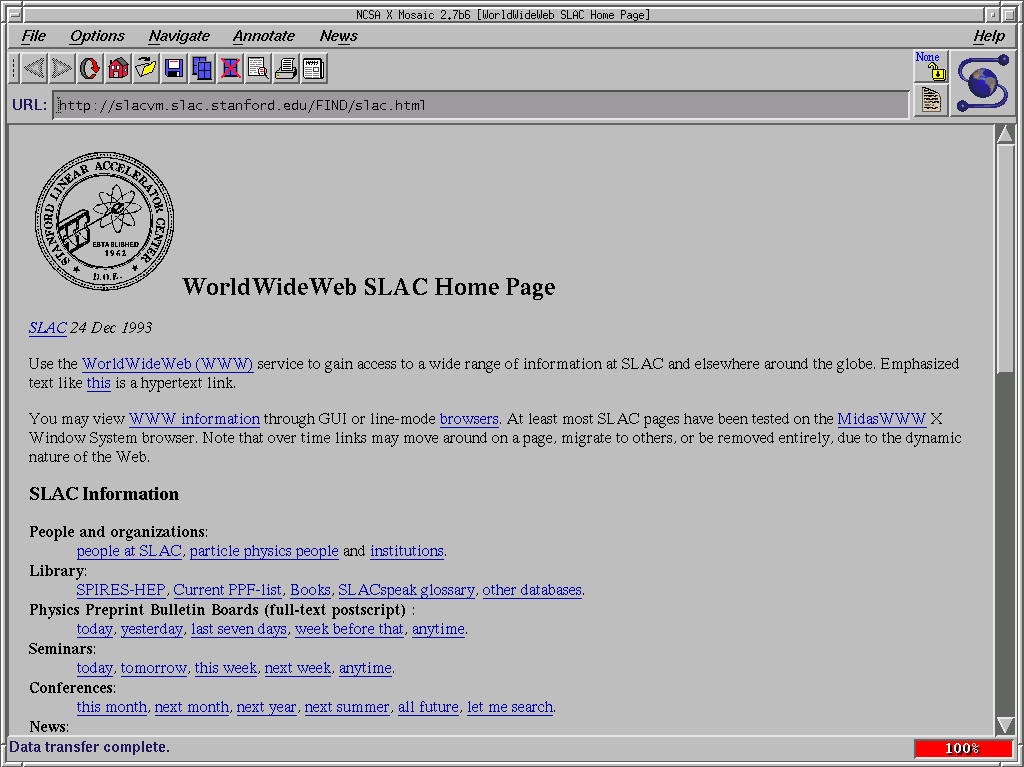 NCSA X Mosaic 2.7b6 [WorldWideWeb SLAC Home Page]
File Options Navigate Annotate News Help
None
URL: http://slacvm.slac.stanford.edu/FIND/slac.html
STANFORD LINEAR ACCELERATOR CENTER
ESTABLISHED
1962
D.O.E.
WorldWideWeb SLAC Home Page
SLAC 24 Dec 1993
Use the WorldWideWeb (WWW) service to gain access to a wide range of information at SLAC and elsewhere around the globe. Emphasized
text like this is a hypertext link.
You may view WWW information through GUI or line-mode browsers. At least most SLAC pages have been tested on the MidasWWW X
Window System browser. Note that over time links may move around on a page, migrate to others, or be removed entirely, due to the dynamic
nature of the Web.
SLAC Information
People and organizations:
people at SLAC, particle physics people and institutions.
Library:
SPIRES-HEP, Current PPF-list, Books, SLACspeak glossary, other databases.
Physics Preprint Bulletin Boards (full-text postscript) :
today, yesterday, last seven days, week before that, anytime.
Seminars:
today, tomorrow, this week, next week, anytime.
Conferences:
this month, next month, next year, next summer, all future, let me search.
News:
Data transfer complete.
100%